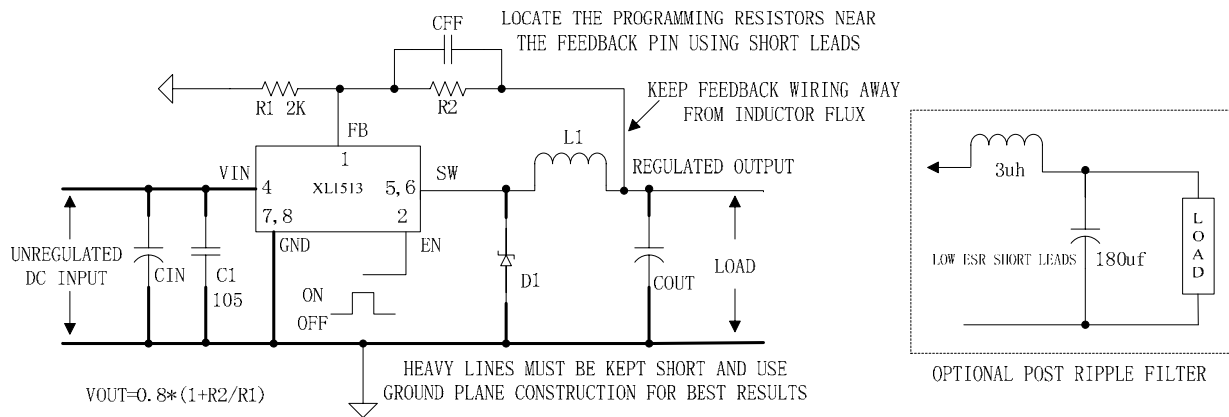 LOCATE THE PROGRAMMING RESISTORS NEAR
THE FEEDBACK PIN USING SHORT LEADS
CFF
R1 2K
R2
KEEP FEEDBACK WIRING AWAY
FROM INDUCTOR FLUX
FB
L1
VIN
1
SW
REGULATED OUTPUT
4
XL1513
5,6
7,8
2
GND
EN
UNREGULATED
DC INPUT
CIN
C1
105
ON
OFF
D1
COUT
LOAD
HEAVY LINES MUST BE KEPT SHORT AND USE
GROUND PLANE CONSTRUCTION FOR BEST RESULTS
VOUT=0.8*(1+R2/R1)
3uh
LOW ESR SHORT LEADS
180uf
LOAD
OPTIONAL POST RIPPLE FILTER